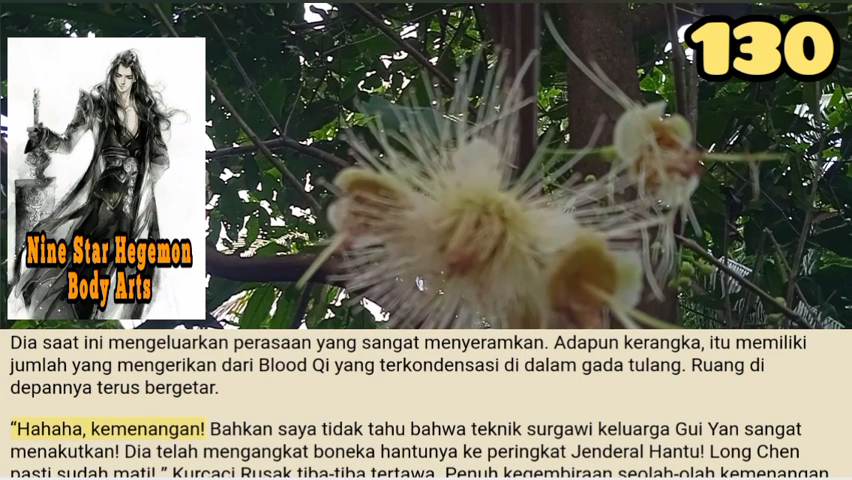 130
Nine Star Hegemon
Body Arts
Dia saat ini mengeluarkan perasaan yang sangat menyeramkan. Adapun kerangka, itu memiliki
jumlah yang mengerikan dari Blood Qi yang terkondensasi di dalam gada tulang. Ruang di
depannya terus bergetar.
“Hahaha, kemenangan! Bahkan saya tidak tahu bahwa teknik surgawi keluarga Gui Yan sangat
menakutkan! Dia telah mengangkat boneka hantunya ke peringkat Jenderal Hantu! Long Chen
pasti sudah mati! ” Kurcaci Rusak tiba-tiba tertawa. Penuh kegembiraan seolah-olah kemenangan